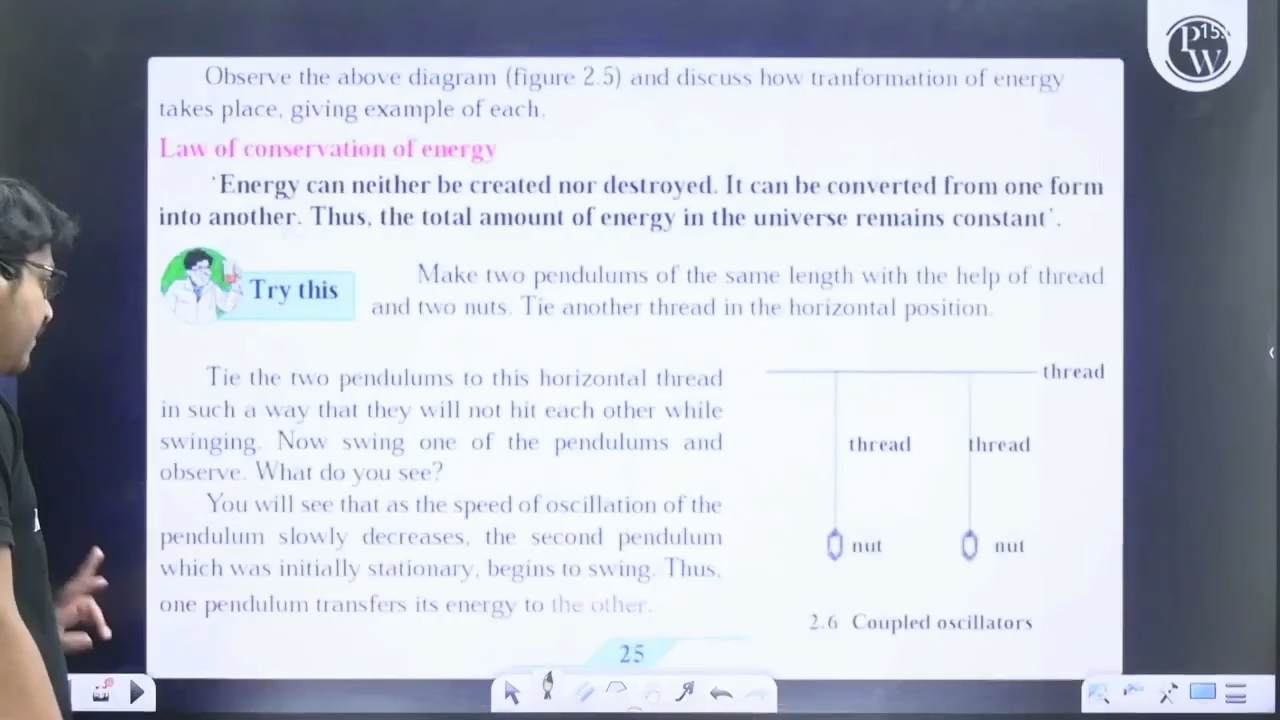 PW 15.
Observe the above diagram (figure 2.5) and discuss how tranformation of energy
takes place, giving example of each.
Law of conservation of energy
'Energy can neither be created nor destroyed. It can be converted from one form
into another. Thus, the total amount of energy in the universe remains constant'.
Try this
Make two pendulums of the same length with the help of thread
and two nuts. Tie another thread in the horizontal position.
Tie the two pendulums to this horizontal thread
in such a way that they will not hit each other while
swinging. Now swing one of the pendulums and
observe. What do you see?
You will see that as the speed of oscillation of the
pendulum slowly decreases, the second pendulum
which was initially stationary, begins to swing. Thus,
one pendulum transfers its energy to the other.
thread
thread thread
nut nut
2.6 Coupled oscillators
25